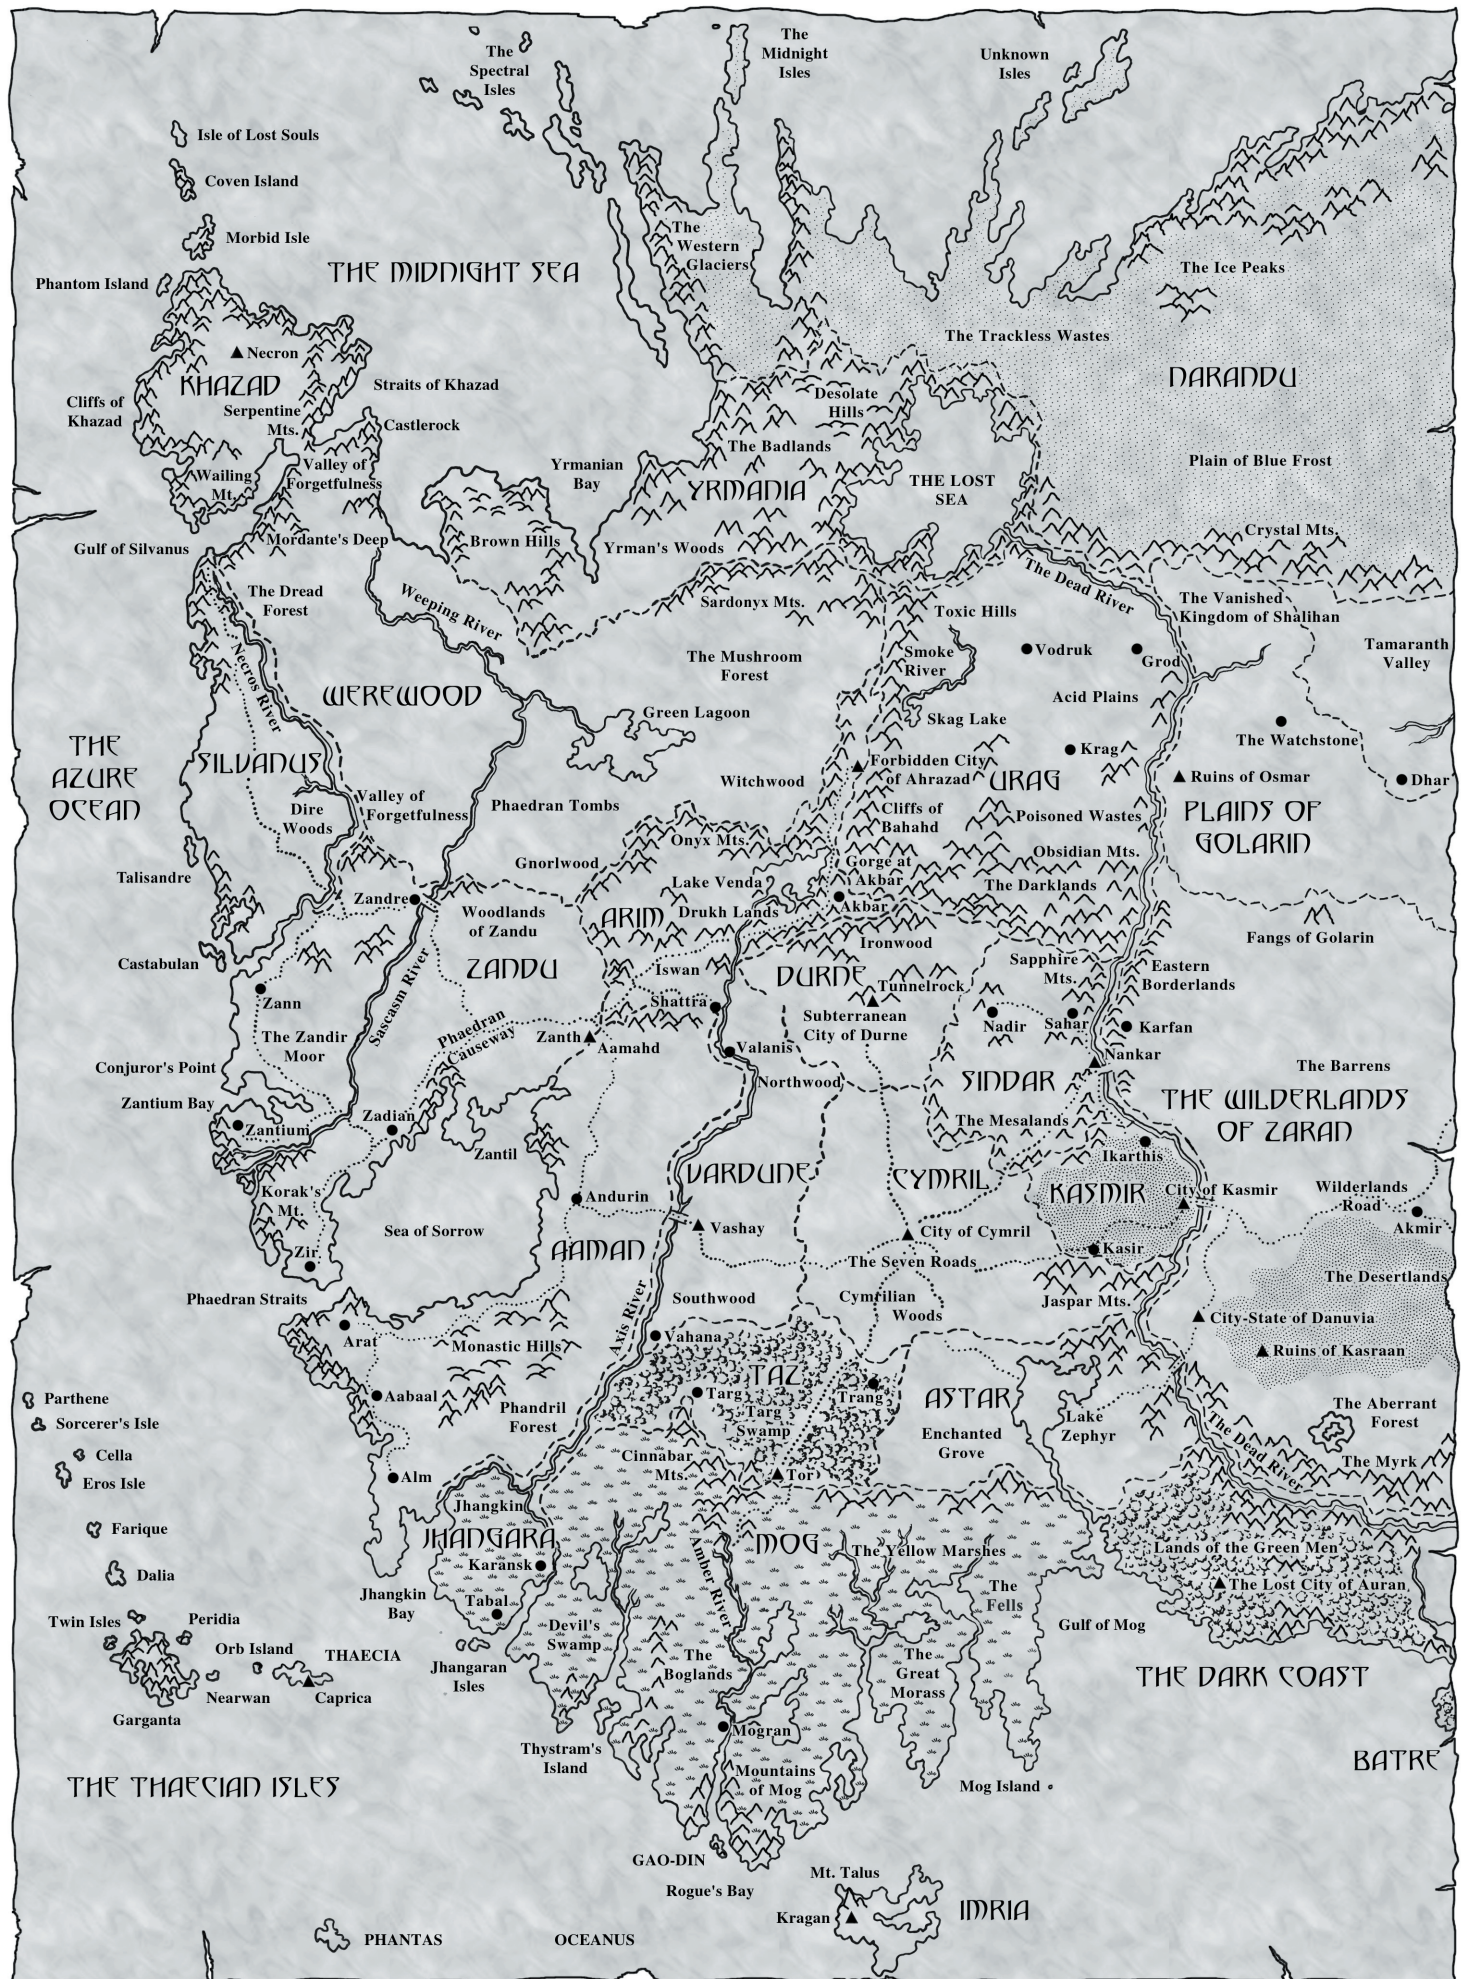 The
Spectral
Isles
The
Midnight
Isles
Unknown
Isles
Isle of Lost Souls
Coven Island
Morbid Isle
Phantom Island
THE MIDNIGHT SEA
The
Western
Glaciers
The Ice Peaks
The Trackless Wastes
NARANDU
Necron
KHAZAD
Straits of Khazad
Cliffs of
Khazad
Serpentine
Mts.
Castlerock
Desolate
Hills
The Badlands
Plain of Blue Frost
Wailing
Mt.
Valley of
Forgetfulness
Yrmanian
Bay
YRMANIA
THE LOST
SEA
Crystal Mts.
Gulf of Silvanus
Mordante's Deep
Brown Hills
Yrman's Woods
The Dread
Forest
Weeping River
Sardonyx Mts.
Toxic Hills
The Dead River
The Vanished
Kingdom of Shalihan
Tamaranth
Valley
Necros River
The Mushroom
Forest
Smoke
River
Vodruk
Grod
Acid Plains
WEREWOOD
Green Lagoon
Skag Lake
The Watchstone
THE
AZURE
OCEAN
SILVANUS
Witchwood
Forbidden City
of Ahrazad
Krag
URAG
Ruins of Osmar
Dhar
Dire
Woods
Valley of
Forgetfulness
Phaedran Tombs
Cliffs of
Bahahd
Poisoned Wastes
PLAINS OF
GOLARIN
Onyx Mts.
Obsidian Mts.
Talisandre
Gnorlwood
Gorge at
Akbar
Lake Venda
The Darklands
Zandre
Woodlands
of Zandu
ARIM
Drukh Lands
Akbar
Ironwood
Fangs of Golarin
Castabulan
ZANDU
Iswan
DURNE
Sapphire
Mts.
Eastern
Borderlands
Zann
Sascasm River
Tunnelrock
Shattra
Subterranean
City of Durne
Nadir
Sahar
Karfan
The Zandir
Moor
Phaedran
Causeway
Zanth
Aamahd
Valanis
Nankar
Conjuror's Point
The Barrens
Zantium Bay
Northwood
SINDAR
THE WILDERLANDS
OF ZARAN
Zantium
Zadian
The Mesalands
Zantil
Ikarthis
Korak's
Mt.
VARDUNE
CYMRIL
KASMIR
City of Kasmir
Wilderlands
Road
Andurin
Akmir
Sea of Sorrow
Vashay
City of Cymril
AAMAN
Zir
The Seven Roads
Kasir
The Desertlands
Phaedran Straits
Southwood
Cymrilian
Woods
Jaspar Mts.
City-State of Danuvia
Arat
Axis River
Vahana
Monastic Hills
Ruins of Kasraan
TAZ
Parthene
Aabaal
Targ
Trang
ASTAR
Sorcerer's Isle
Phandril
Forest
Targ
Swamp
Lake
Zephyr
The Aberrant
Forest
Enchanted
Grove
Cella
Cinnabar
Mts.
The Dead River
The Myrk
Eros Isle
Alm
Tor
Jhangkin
Farique
JHANGARA
MOG
The Yellow Marshes
Lands of the Green Men
Karansk
Amber River
Dalia
Jhangkin
Bay
Tabal
The
Fells
The Lost City of Auran
Twin Isles
Peridia
Devil's
Swamp
Gulf of Mog
Orb Island
THAECIA
Jhangaran
Isles
The
Boglands
The
Great
Morass
THE DARK COAST
Nearwan
Caprica
Garganta
Mogran
Thystram's
Island
BATRE
THE THAECIAN ISLES
Mountains
of Mog
Mog Island
GAO-DIN
Mt. Talus
Rogue's Bay
Kragan
IMRIA
PHANTAS
OCEANUS